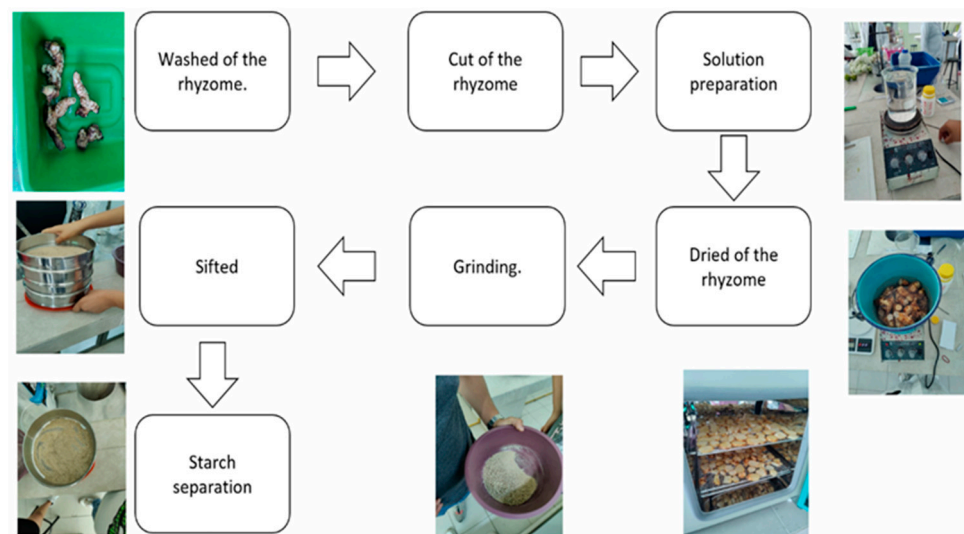 Washed of the
rhyzome.
Cut of the
rhyzome
Solution
preparation
Dried of the
rhyzome
Grinding.
Sifted
Starch
separation